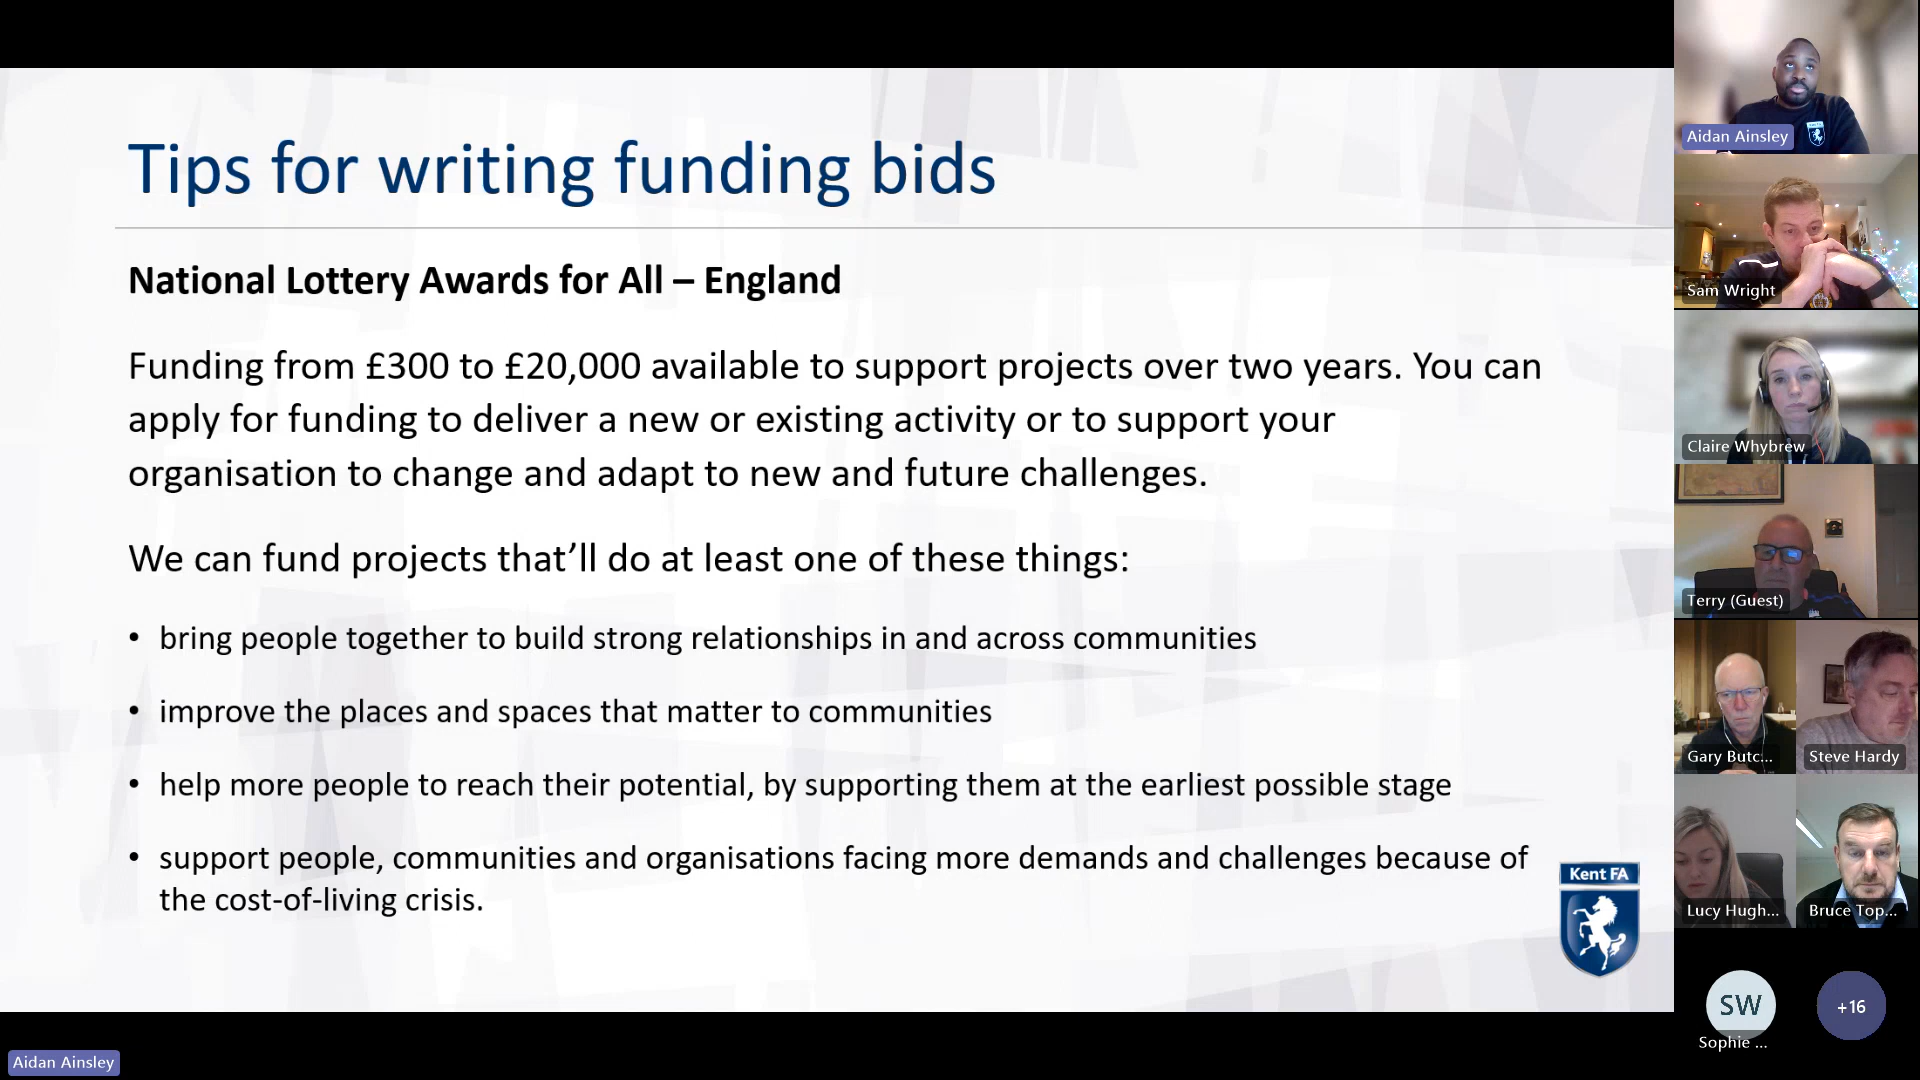 Tips for writing funding bids
National Lottery Awards for All – England
Funding from £300 to £20,000 available to support projects over two years. You can
apply for funding to deliver a new or existing activity or to support your
organisation to change and adapt to new and future challenges.
We can fund projects that’ll do at least one of these things:
• bring people together to build strong relationships in and across communities
• improve the places and spaces that matter to communities
• help more people to reach their potential, by supporting them at the earliest possible stage
• support people, communities and organisations facing more demands and challenges because of
the cost-of-living crisis.
Kent FA
Aidan Ainsley
Aidan Ainsley
Sam Wright
Claire Whybrew
Terry (Guest)
Gary Butc...
Steve Hardy
Lucy Hugh...
Bruce Top...
SW
Sophie ...
+16